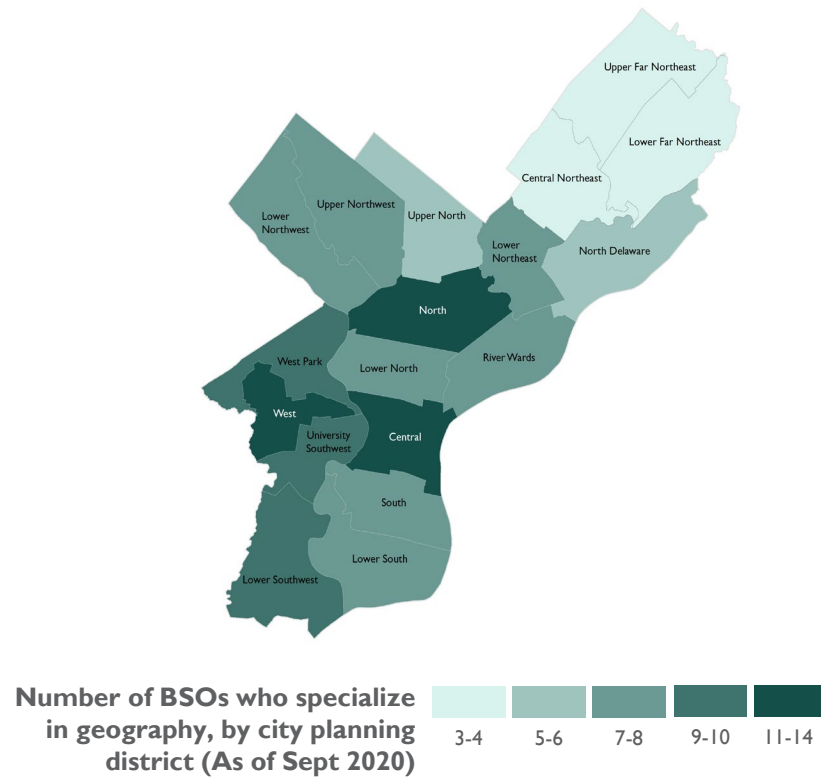 Upper Far Northeast
Lower Far Northeast
Central Northeast
Upper Northwest
Lower
Northwest
Upper North
Lower
Northeast
North Delaware
North
River Wards
West Park
Lower North
West
University
Southwest
Central
South
Lower South
Lower Southwest
Number of BSOs who specialize
in geography, by city planning
district (As of Sept 2020)
3-4
5-6
7-8
9-10
11-14